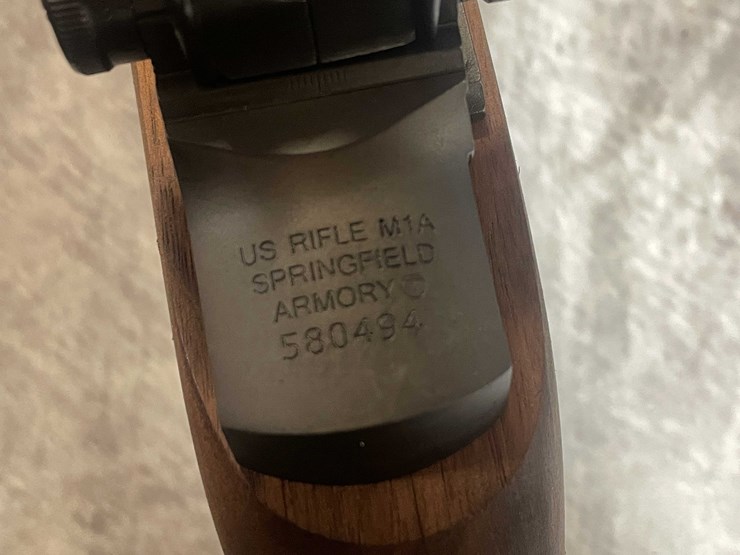 US RIFLE M1A
SPRINGFIELD
ARMORY
580494